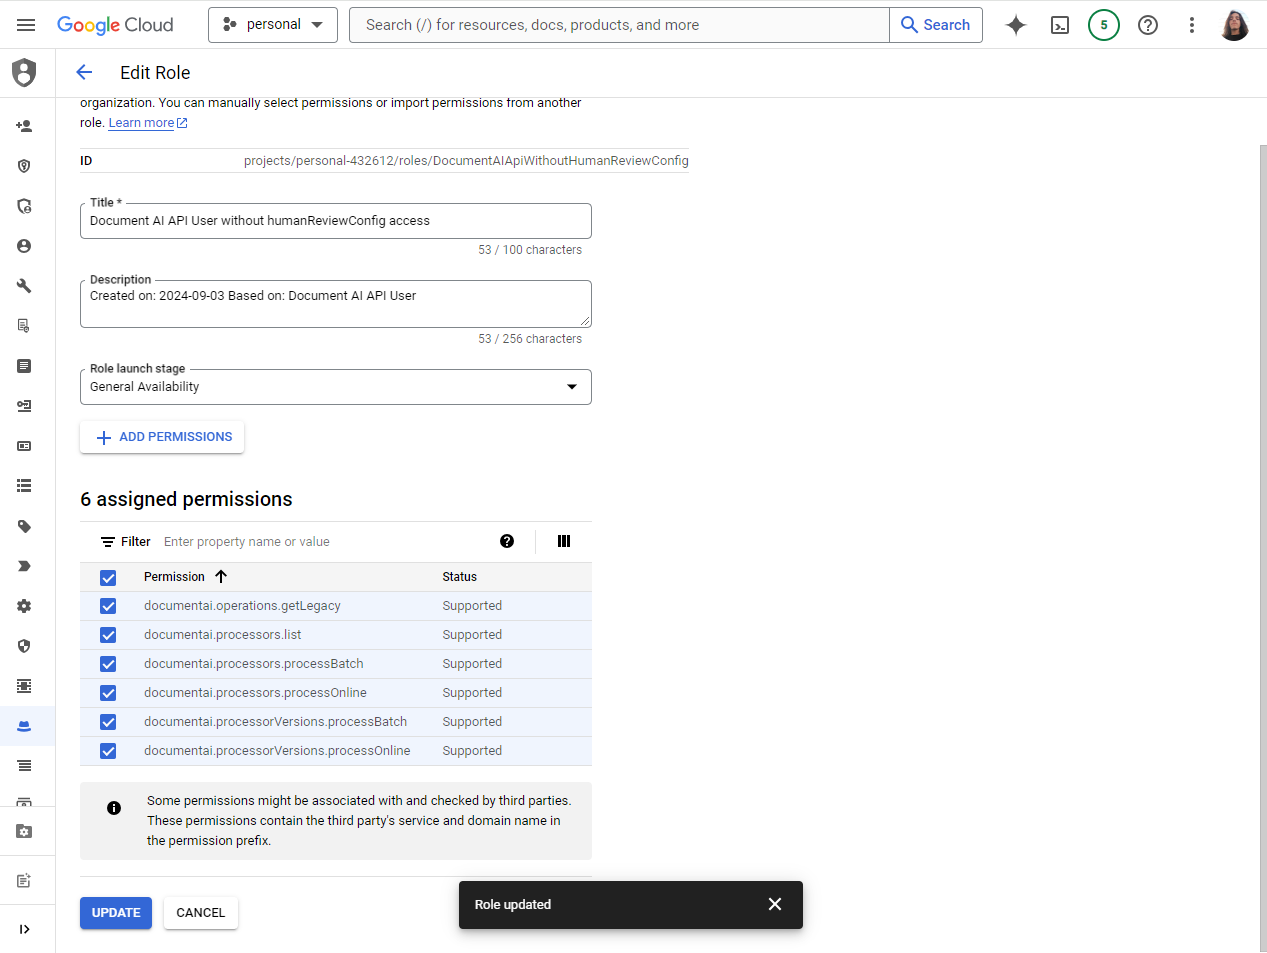 Google Cloud
personal
Search (/) for resources, docs, products, and more
Search
5
Edit Role
organization. You can manually select permissions or import permissions from another
role. Learn more
ID projects/personal-432612/roles/DocumentAIApiWithoutHumanReviewConfig
Title *
Document AI API User without humanReviewConfig access
53 / 100 characters
Description
Created on: 2024-09-03 Based on: Document AI API User
53 / 256 characters
Role launch stage
General Availability
ADD PERMISSIONS
6 assigned permissions
Filter Enter property name or value
Permission Status
documentai.operations.getLegacy Supported
documentai.processors.list Supported
documentai.processors.processBatch Supported
documentai.processors.processOnline Supported
documentai.processorVersions.processBatch Supported
documentai.processorVersions.processOnline Supported
Some permissions might be associated with and checked by third parties.
These permissions contain the third party's service and domain name in
the permission prefix.
UPDATE CANCEL
Role updated